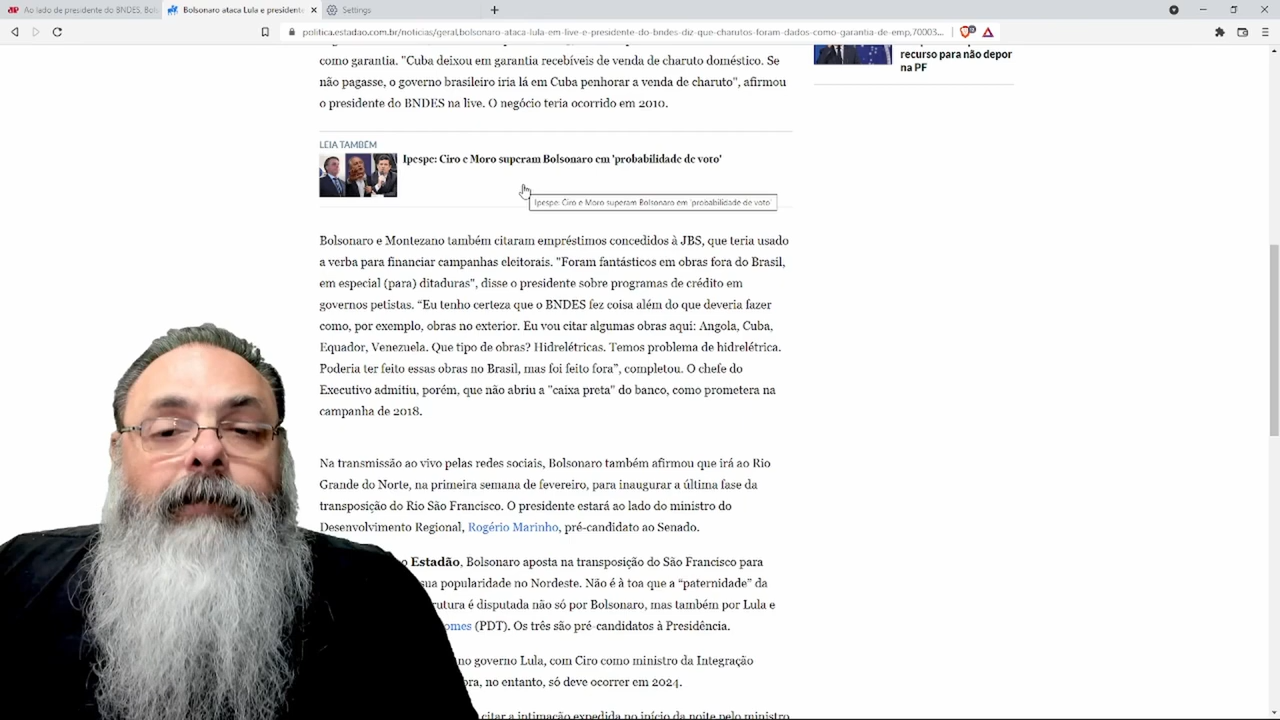 Ao lado de presidente do BNDES, Bols
Bolsonaro ataca Lula e presidente
Settings
politica.estadao.com.br/noticias/geral,bolsonaro-ataca-lula-em-live-e-presidente-do-bndes-diz-que-charutos-foram-dados-como-garantia-de-emp,70003...
recurso para não depor
na PF
como garantia. "Cuba deixou em garantia recebíveis de venda de charuto doméstico. Se
não pagasse, o governo brasileiro iria lá em Cuba penhorar a venda de charuto", afirmou
o presidente do BNDES na live. O negócio teria ocorrido em 2010.
LEIA TAMBÉM
Ipespe: Ciro e Moro superam Bolsonaro em 'probabilidade de voto'
Ipespe: Ciro e Moro superam Bolsonaro em 'probabilidade de voto'
Bolsonaro e Montezano também citaram empréstimos concedidos à JBS, que teria usado
a verba para financiar campanhas eleitorais. "Foram fantásticos em obras fora do Brasil,
em especial (para) ditaduras", disse o presidente sobre programas de crédito em
governos petistas. “Eu tenho certeza que o BNDES fez coisa além do que deveria fazer
como, por exemplo, obras no exterior. Eu vou citar algumas obras aqui: Angola, Cuba,
Equador, Venezuela. Que tipo de obras? Hidrelétricas. Temos problema de hidrelétrica.
Poderia ter feito essas obras no Brasil, mas foi feito fora”, completou. O chefe do
Executivo admitiu, porém, que não abriu a "caixa preta" do banco, como prometera na
campanha de 2018.
Na transmissão ao vivo pelas redes sociais, Bolsonaro também afirmou que irá ao Rio
Grande do Norte, na primeira semana de fevereiro, para inaugurar a última fase da
transposição do Rio São Francisco. O presidente estará ao lado do ministro do
Desenvolvimento Regional, Rogério Marinho, pré-candidato ao Senado.
o Estadão, Bolsonaro aposta na transposição do São Francisco para
sua popularidade no Nordeste. Não é à toa que a “paternidade” da
rutura é disputada não só por Bolsonaro, mas também por Lula e
omes (PDT). Os três são pré-candidatos à Presidência.
no governo Lula, com Ciro como ministro da Integração
ora, no entanto, só deve ocorrer em 2024.
citar a intimação expedida no início da noite pelo ministro